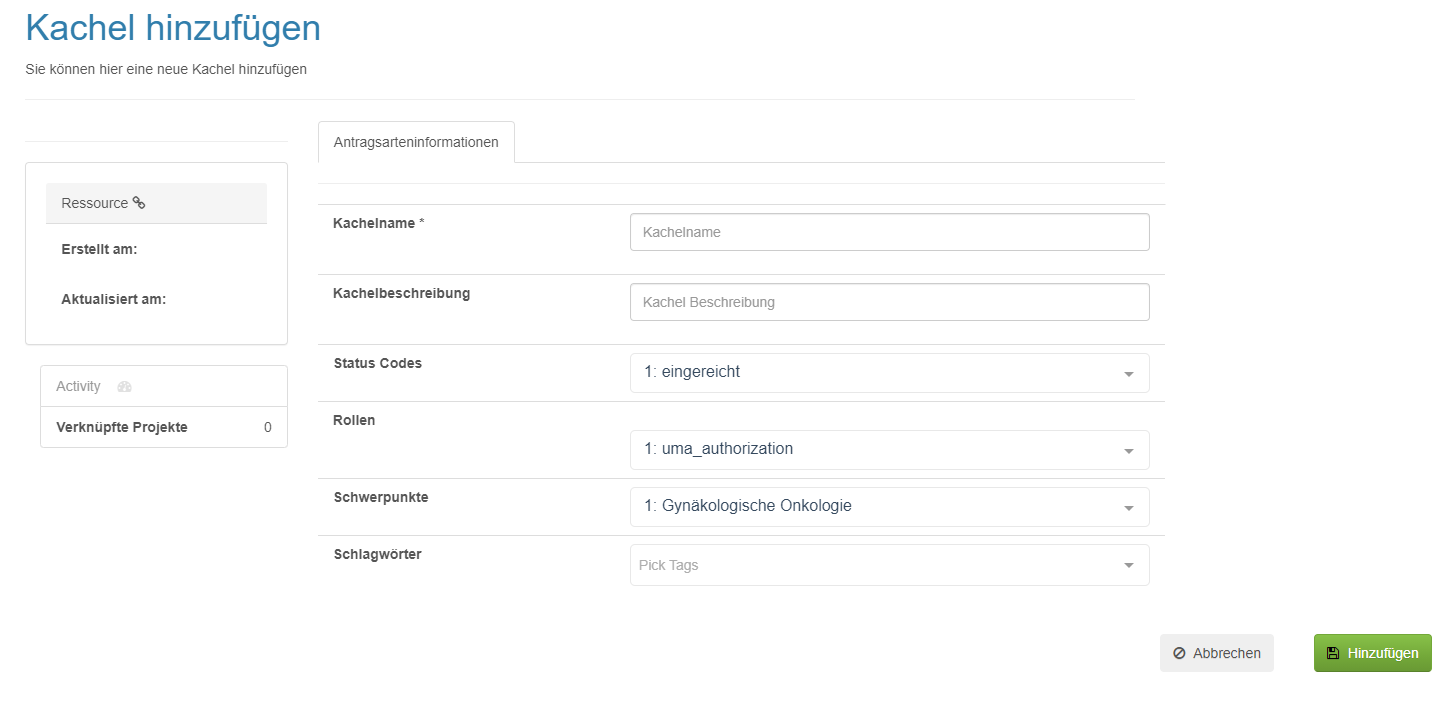 Kachel hinzufügen
Sie können hier eine neue Kachel hinzufügen
Ressource
Erstellt am:
Aktualisiert am:
Activity
Verknüpfte Projekte 0
Antragsarteninformationen
Kachelname * Kachelname
Kachelbeschreibung Kachel Beschreibung
Status Codes 1: eingereicht
Rollen 1: uma_authorization
Schwerpunkte 1: Gynäkologische Onkologie
Schlagwörter Pick Tags
Abbrechen Hinzufügen